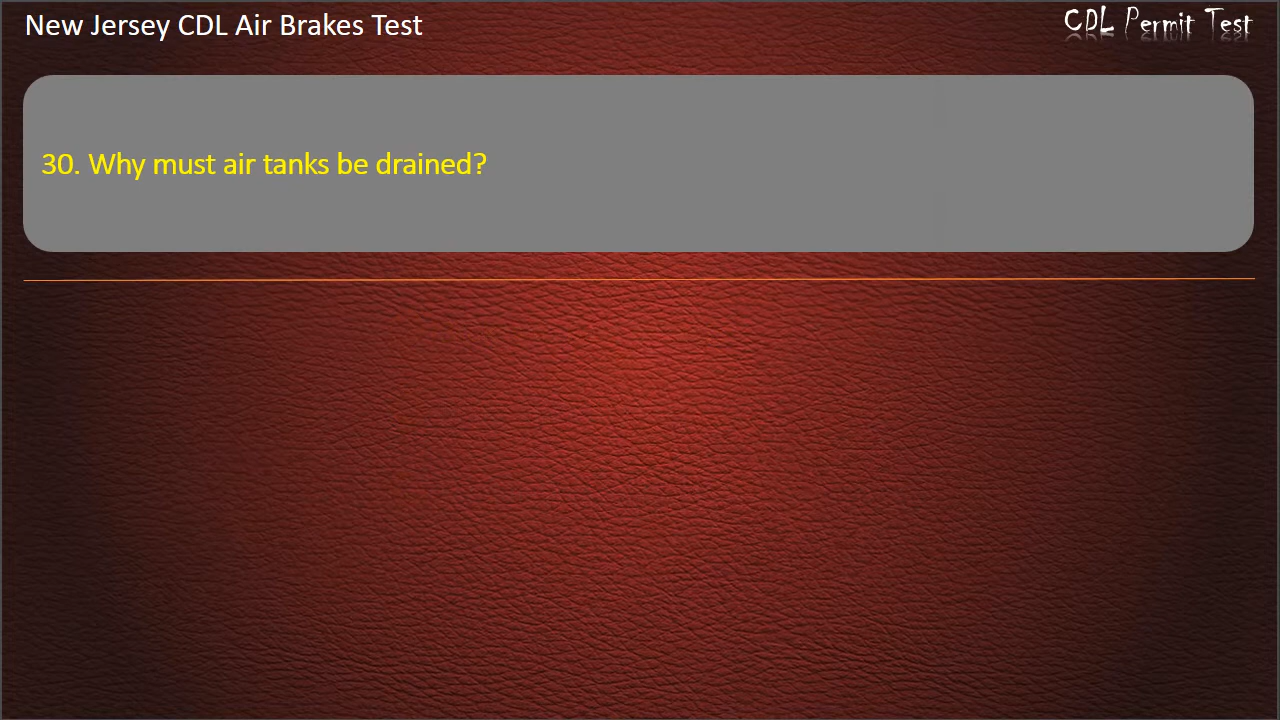 New Jersey CDL Air Brakes Test
CDL Permit Test
30. Why must air tanks be drained?